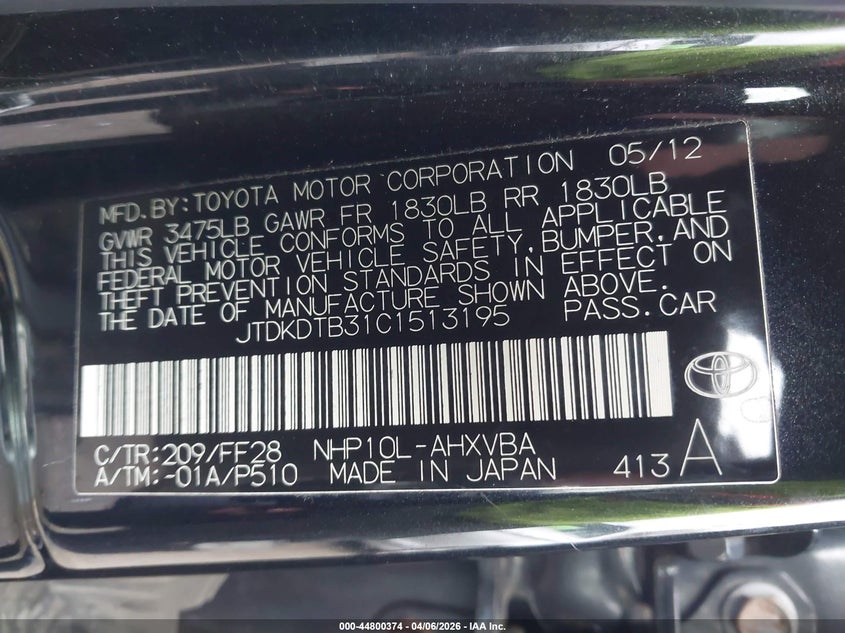 MFD.BY:TOYOTA MOTOR CORPORATION 05/12
GVWR 3475LB GAWR FR 1830LB RR 1830LB
THIS VEHICLE CONFORMS TO ALL APPLICABLE
FEDERAL MOTOR VEHICLE SAFETY,BUMPER,AND
THEFT PREVENTION STANDARDS IN EFFECT ON
THE DATE OF MANUFACTURE SHOWN ABOVE.
JTDKDTB31C1513195 PASS.CAR
C/TR:209/FF28 NHP10L-AHXVBA
A/TM:-01A/P510 MADE IN JAPAN 413 A
000-44800374 - 04/06/2026 - IAA Inc.